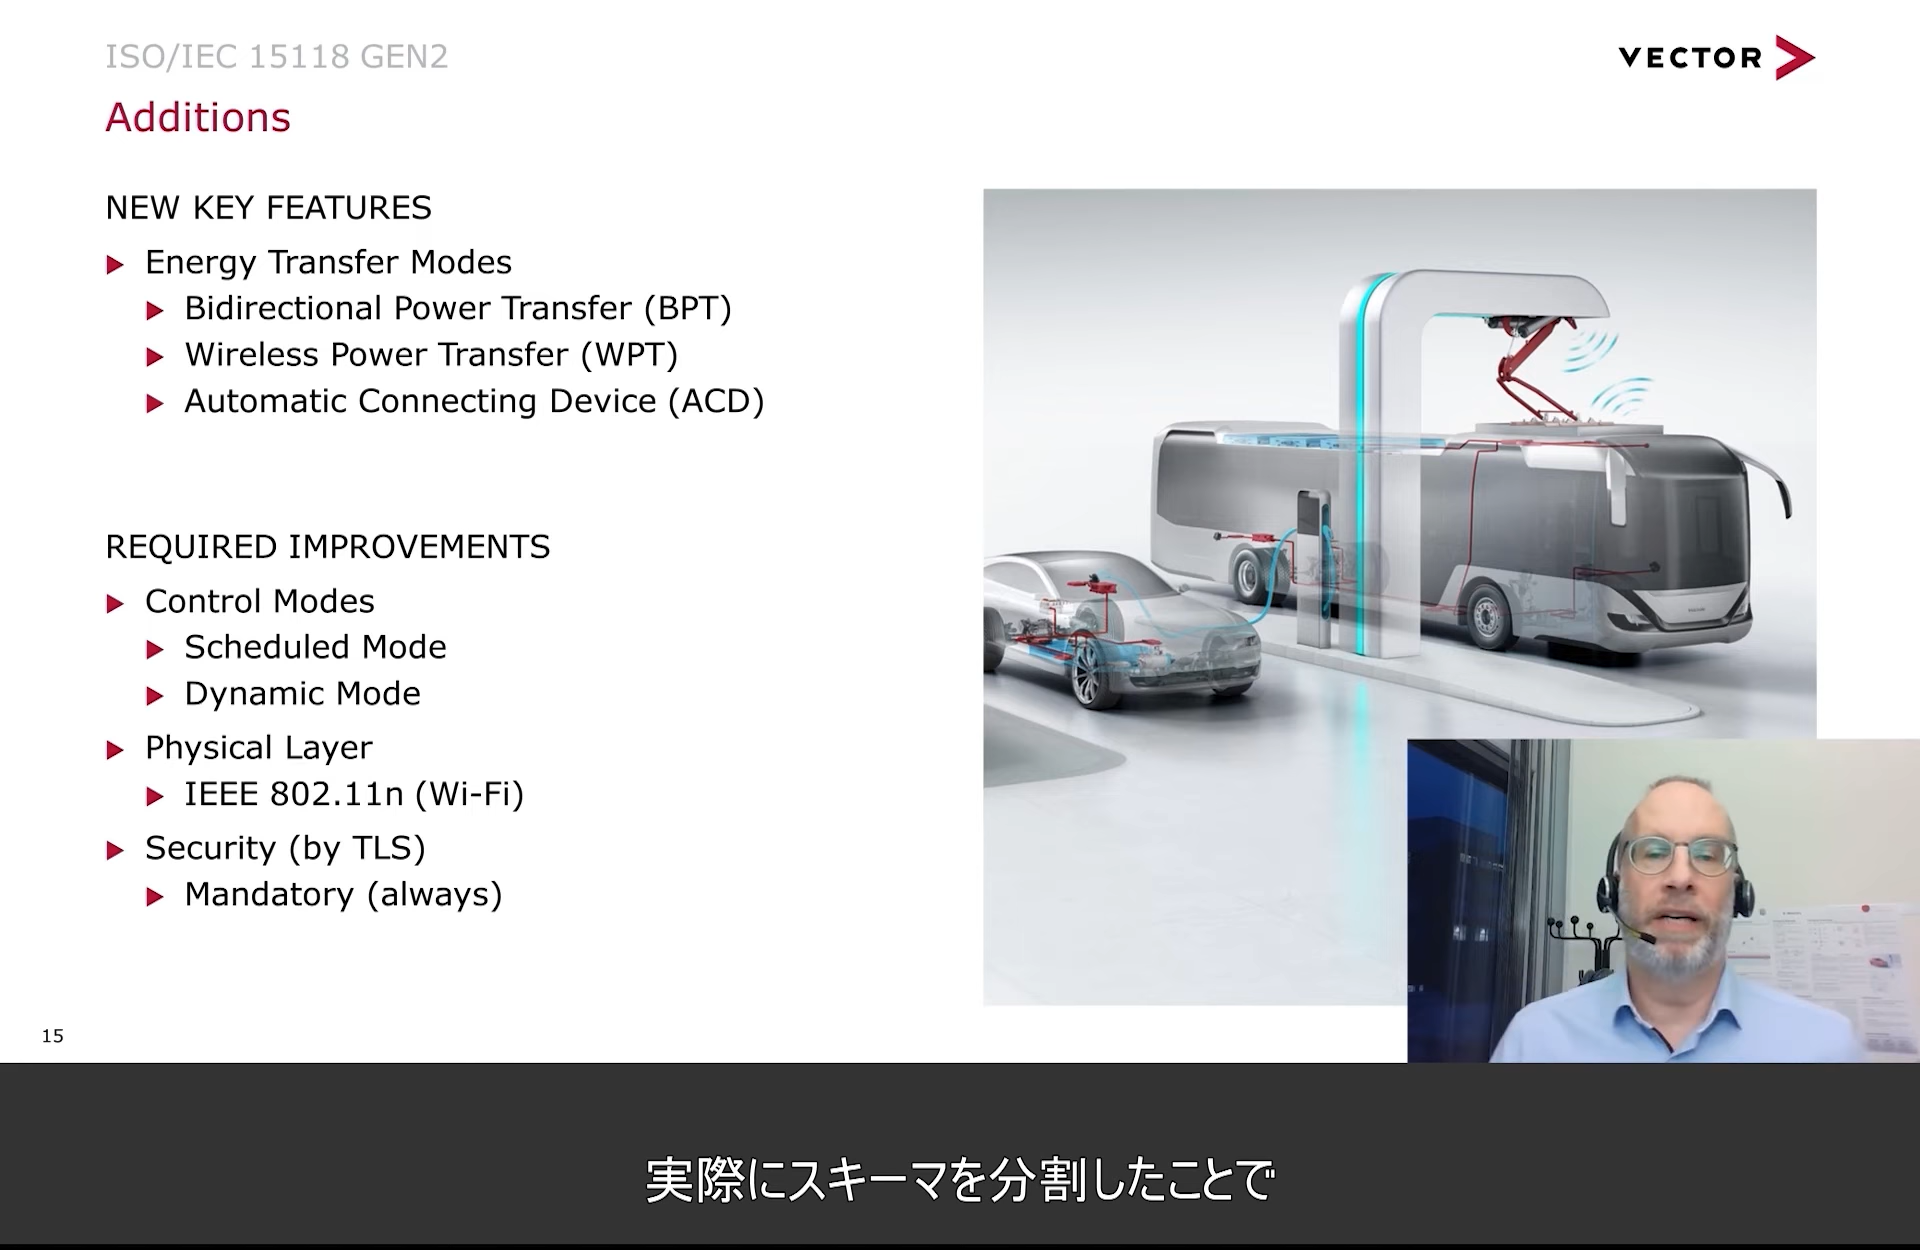 ISO/IEC 15118 GEN2
VECTOR
Additions
NEW KEY FEATURES
Energy Transfer Modes
Bidirectional Power Transfer (BPT)
Wireless Power Transfer (WPT)
Automatic Connecting Device (ACD)
REQUIRED IMPROVEMENTS
Control Modes
Scheduled Mode
Dynamic Mode
Physical Layer
IEEE 802.11n (Wi-Fi)
Security (by TLS)
Mandatory (always)
15
実際にスキーマを分割したことで